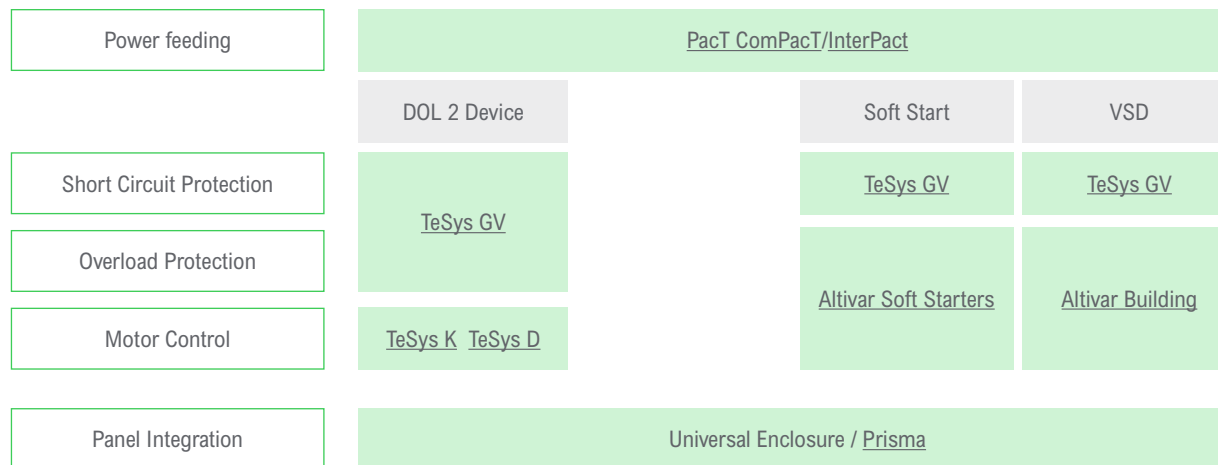 Power feeding
PacT ComPacT/InterPact
DOL 2 Device
Soft Start
VSD
Short Circuit Protection
TeSys GV
TeSys GV
TeSys GV
Overload Protection
Altivar Soft Starters
Altivar Building
Motor Control
TeSys K TeSys D
Panel Integration
Universal Enclosure / Prisma